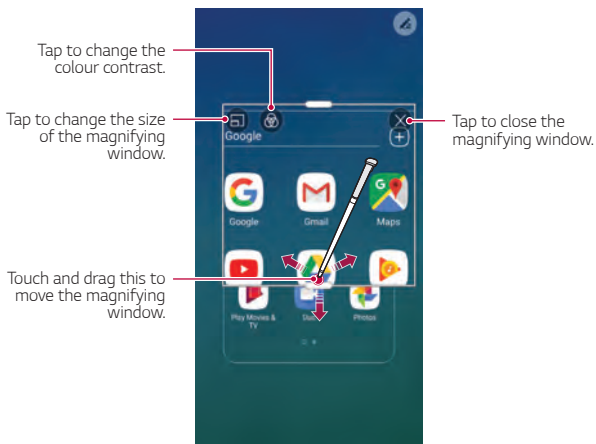 Tap to change the
colour contrast.
Tap to change the size
of the magnifying
window.
Tap to close the
magnifying window.
Google
Google
Gmail
Maps
Touch and drag this to
move the magnifying
window.
Play Movies &
TV
Photos